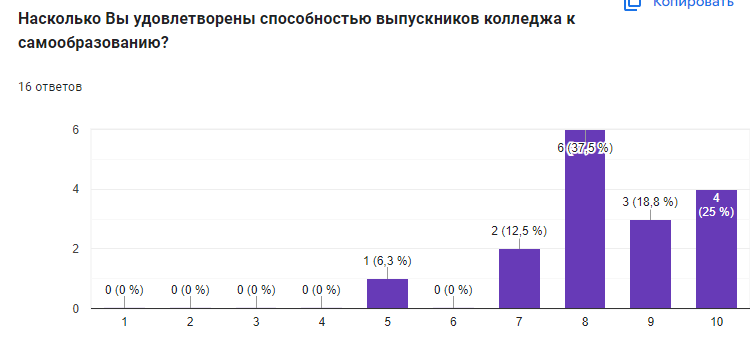 Копировать
Насколько Вы удовлетворены способностью выпускников колледжа к
самообразованию?
16 ответов
6
4
2
0
0 (0 %)
0 (0 %)
0 (0 %)
0 (0 %)
1 (6,3 %)
0 (0 %)
2 (12,5 %)
6 (37,5 %)
3 (18,8 %)
4
(25 %)
1 2 3 4 5 6 7 8 9 10